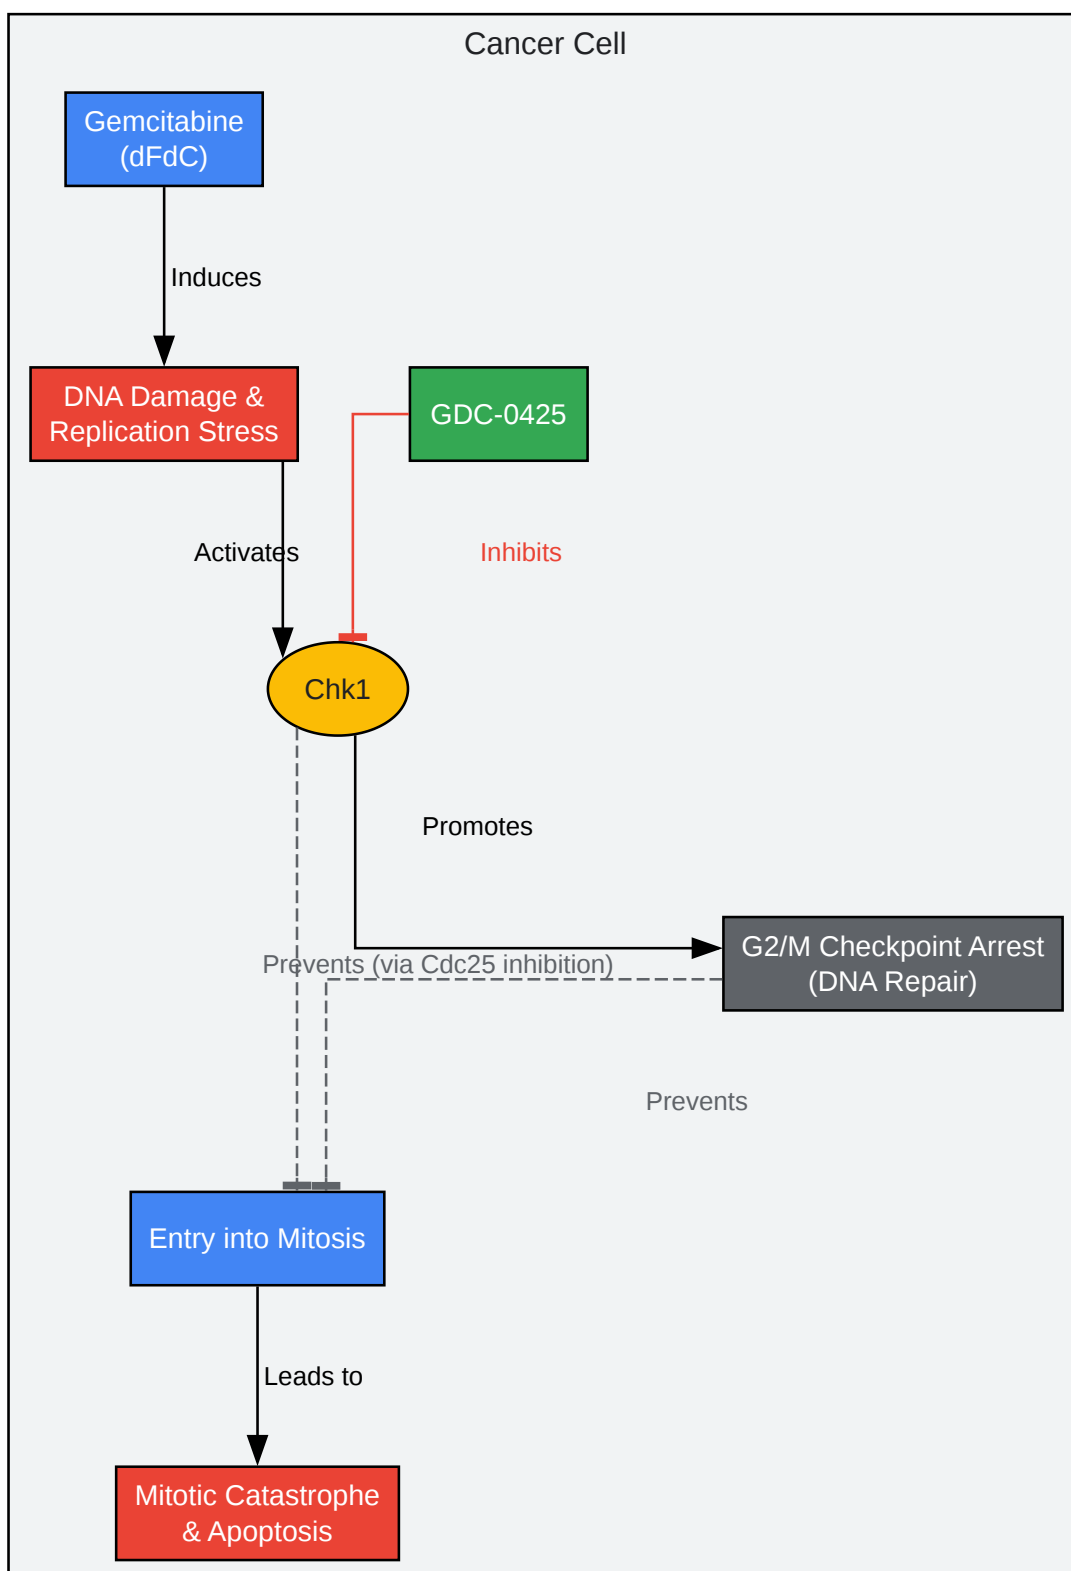 Cancer Cell
Gemcitabine
(dFdC)
Induces
DNA Damage &
Replication Stress
GDC-0425
Activates
Inhibits
Chk1
Promotes
G2/M Checkpoint Arrest
(DNA Repair)
Prevents (via Cdc25 inhibition)
Prevents
Entry into Mitosis
Leads to
Mitotic Catastrophe
& Apoptosis